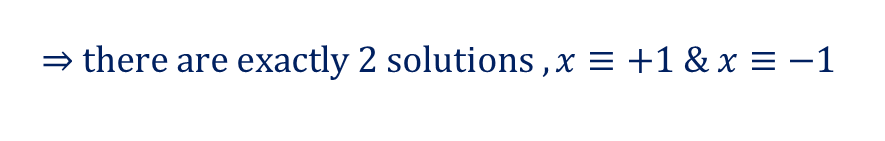 ⇒ there are exactly 2 solutions , x ≡ +1 & x ≡ −1